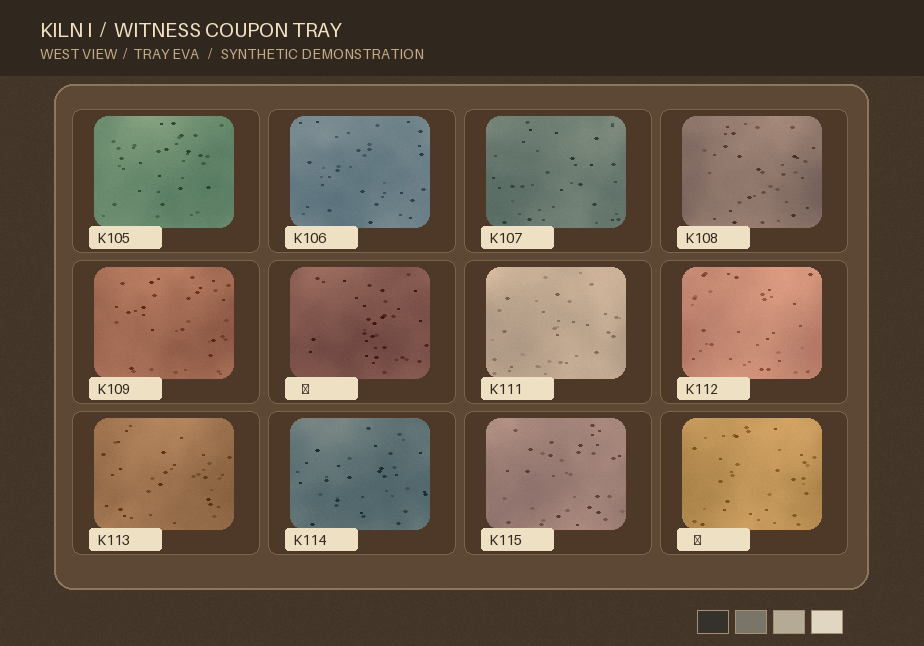 KILN I / WITNESS COUPON TRAY
WEST VIEW / TRAY EVA / SYNTHETIC DEMONSTRATION
K105
K106
K107
K108
K109
K111
K112
K113
K114
K115